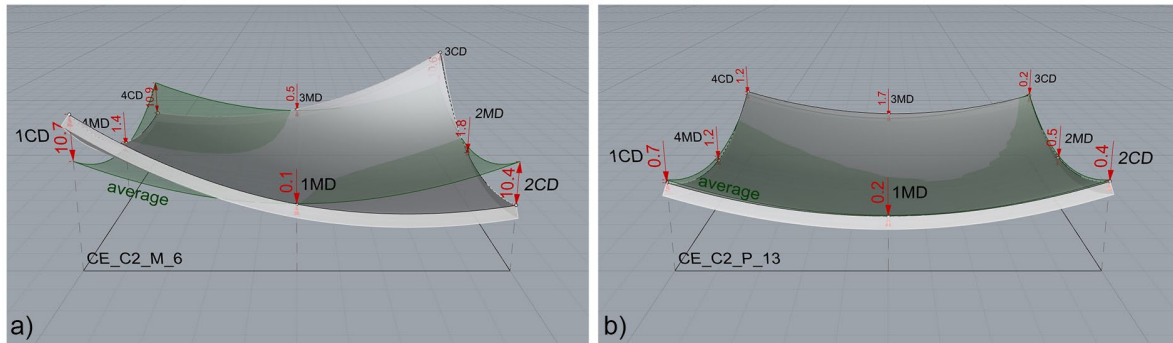 3CD
9.6
4CD
10.9
0.5
3MD
4MD
1.4
1.8
2MD
1CD
10.7
0.1
1MD
10.4
2CD
average
CE_C2_M_6
a)
4CD
1.2
0.2
3CD
1.7
3MD
4MD
1.2
0.5
2MD
1CD
0.7
average
0.2
1MD
0.4
2CD
CE_C2_P_13
b)